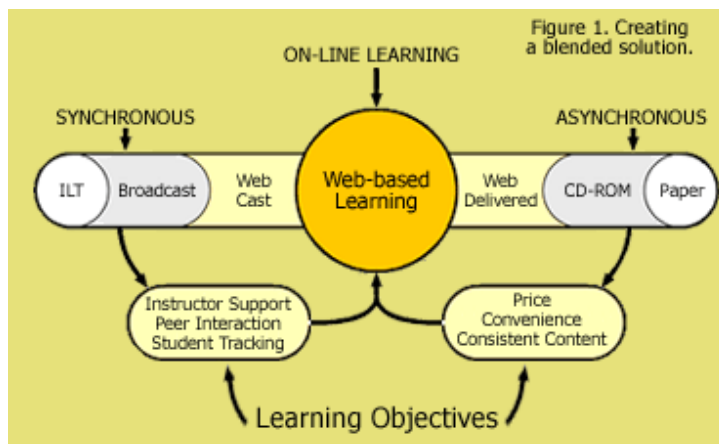 Figure 1. Creating
a blended solution.
ON-LINE LEARNING
SYNCHRONOUS
ASYNCHRONOUS
ILT
Broadcast
Web
Cast
Web-based
Learning
Web
Delivered
CD-ROM
Paper
Instructor Support
Peer Interaction
Student Tracking
Price
Convenience
Consistent Content
Learning Objectives